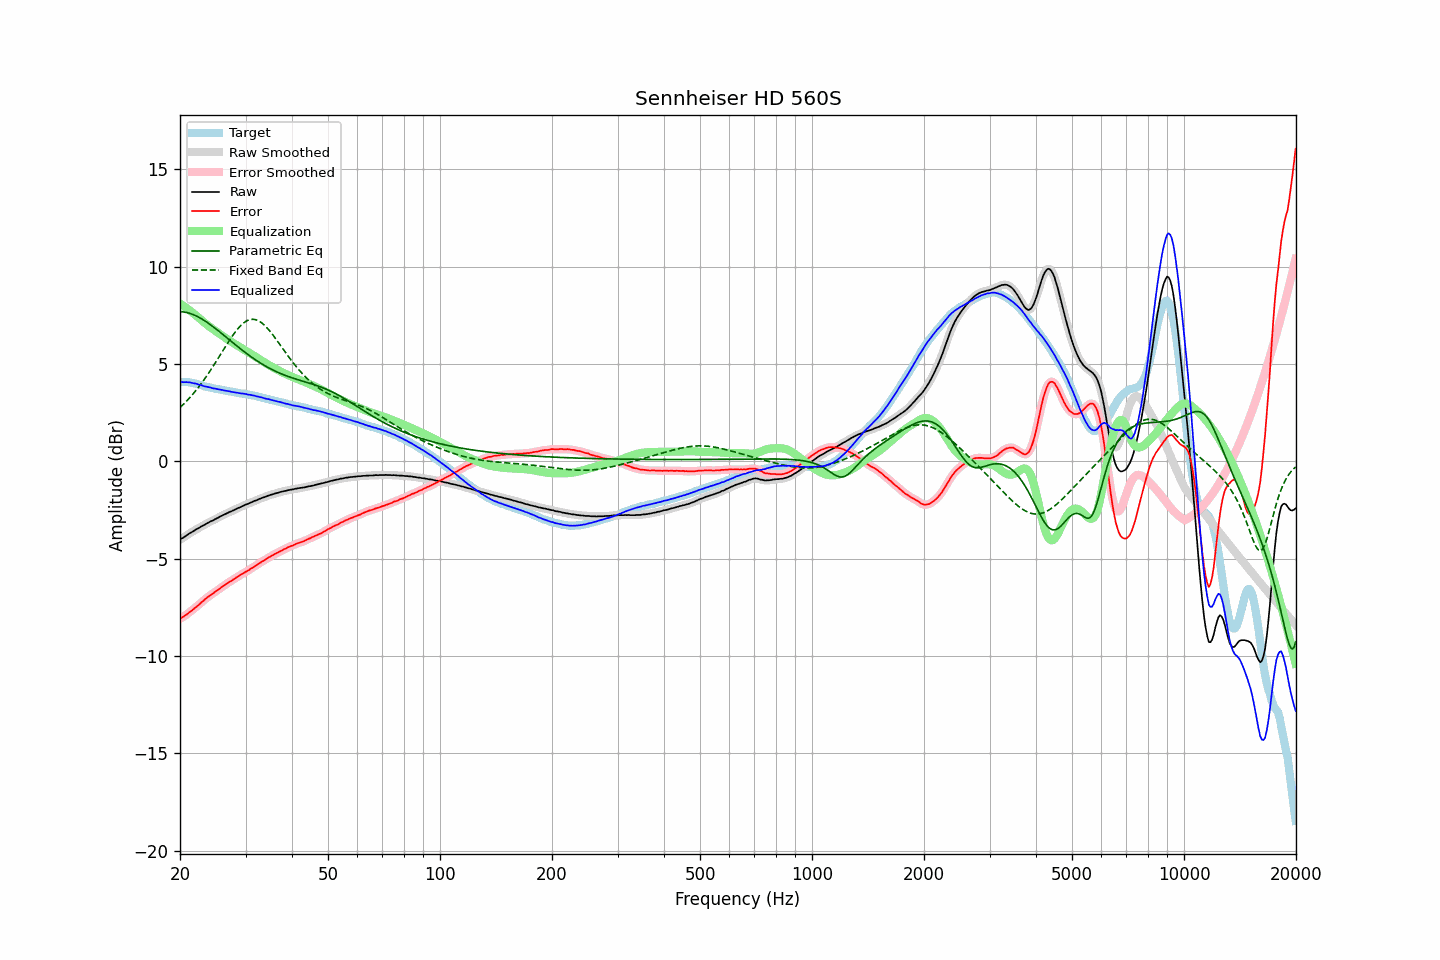 Sennheiser HD 560S
Target
Raw Smoothed
Error Smoothed
Raw
Error
Equalization
Parametric Eq
Fixed Band Eq
Equalized
15
10
5
0
−5
−10
−15
−20
Amplitude (dBr)
20 50 100 200 500 1000 2000 5000 10000 20000
Frequency (Hz)